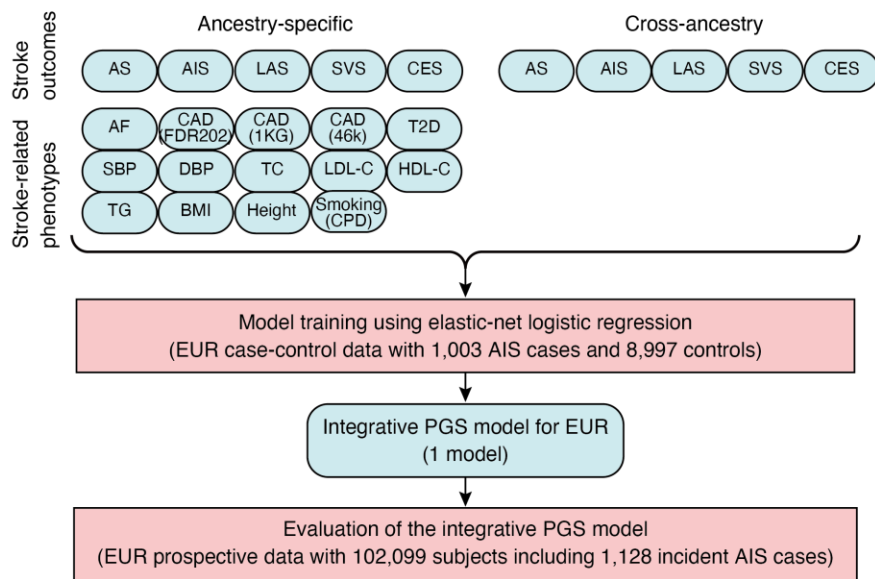 Ancestry-specific
Cross-ancestry
Stroke
outcomes
AS
AIS
LAS
SVS
CES
AS
AIS
LAS
SVS
CES
Stroke-related
phenotypes
AF
CAD
(FDR202)
CAD
(1KG)
CAD
(46k)
T2D
SBP
DBP
TC
LDL-C
HDL-C
TG
BMI
Height
Smoking
(CPD)
Model training using elastic-net logistic regression
(EUR case-control data with 1,003 AIS cases and 8,997 controls)
Integrative PGS model for EUR
(1 model)
Evaluation of the integrative PGS model
(EUR prospective data with 102,099 subjects including 1,128 incident AIS cases)